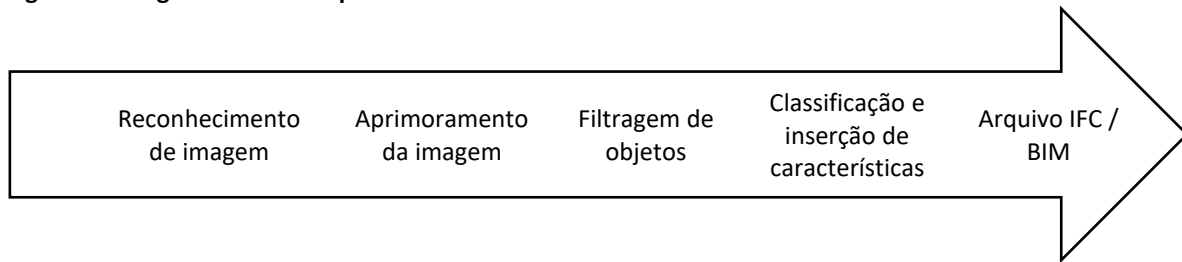 Reconhecimento
de imagem
Aprimoramento
da imagem
Filtragem de
objetos
Classificação e
inserção de
características
Arquivo IFC /
BIM